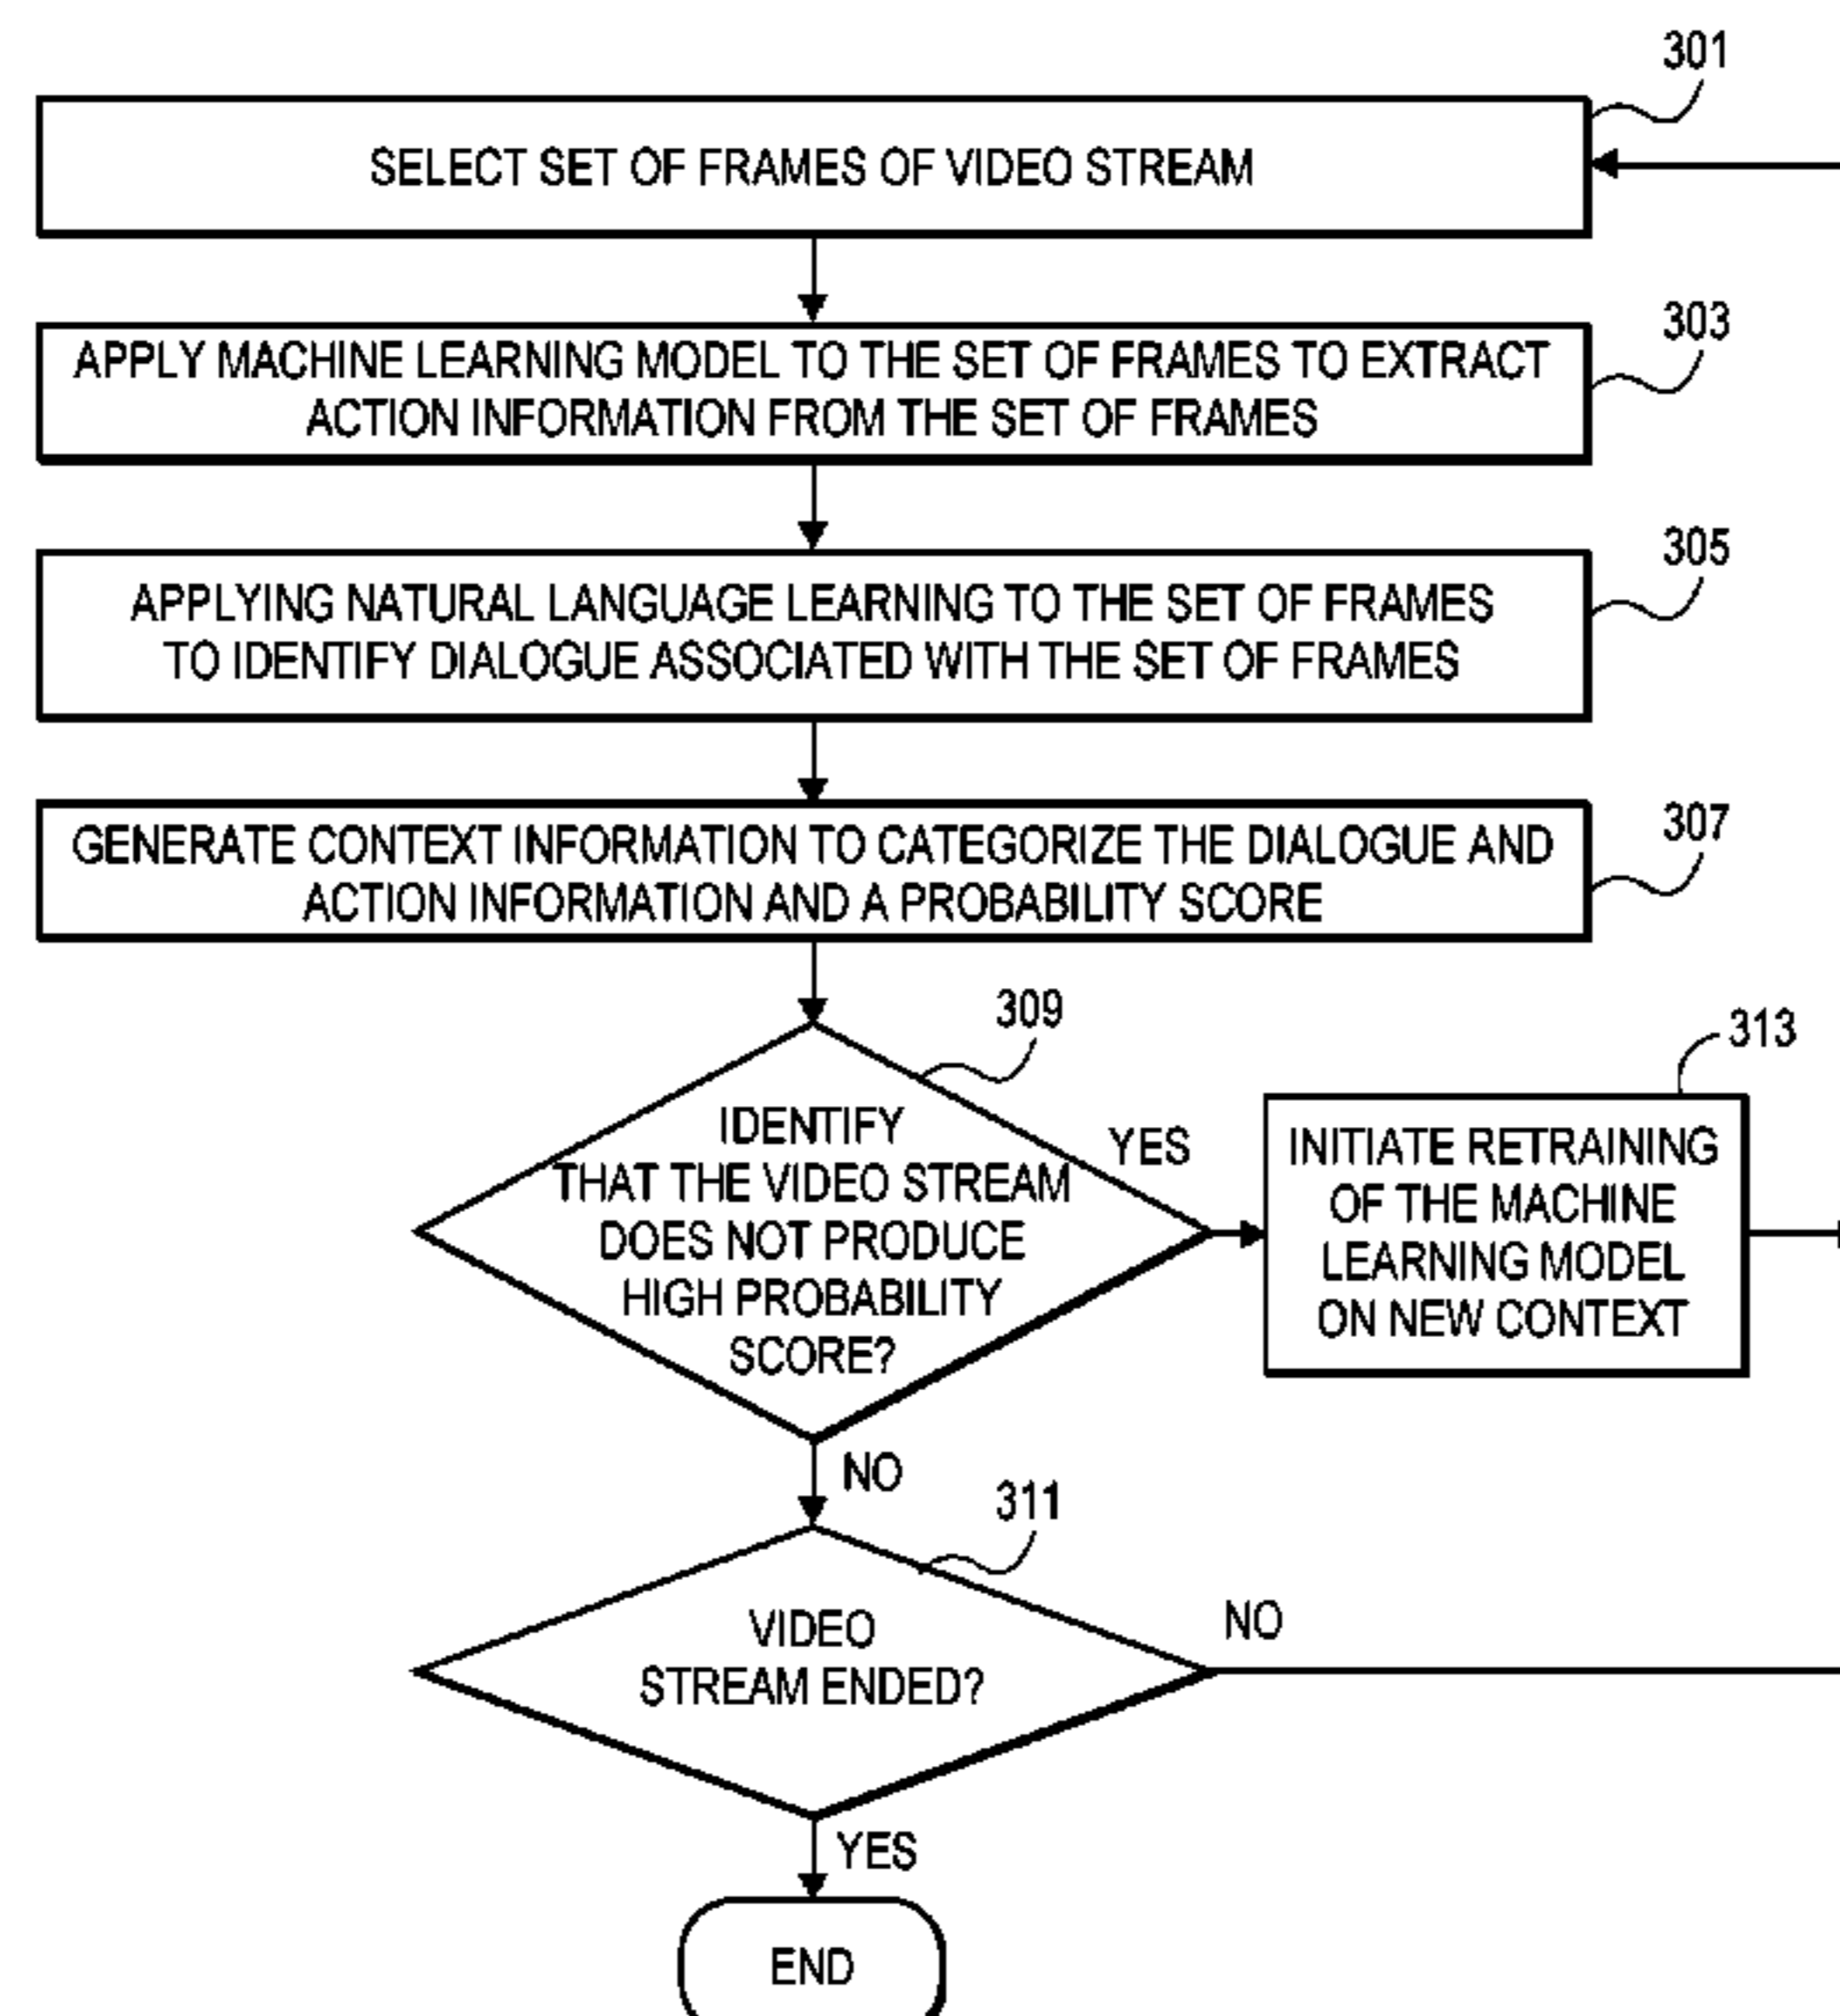 301
SELECT SET OF FRAMES OF VIDEO STREAM
303
APPLY MACHINE LEARNING MODEL TO THE SET OF FRAMES TO EXTRACT
ACTION INFORMATION FROM THE SET OF FRAMES
305
APPLYING NATURAL LANGUAGE LEARNING TO THE SET OF FRAMES
TO IDENTIFY DIALOGUE ASSOCIATED WITH THE SET OF FRAMES
307
GENERATE CONTEXT INFORMATION TO CATEGORIZE THE DIALOGUE AND
ACTION INFORMATION AND A PROBABILITY SCORE
309
IDENTIFY
THAT THE VIDEO STREAM
DOES NOT PRODUCE
HIGH PROBABILITY
SCORE?
YES
313
INITIATE RETRAINING
OF THE MACHINE
LEARNING MODEL
ON NEW CONTEXT
NO
311
VIDEO
STREAM ENDED?
NO
YES
END